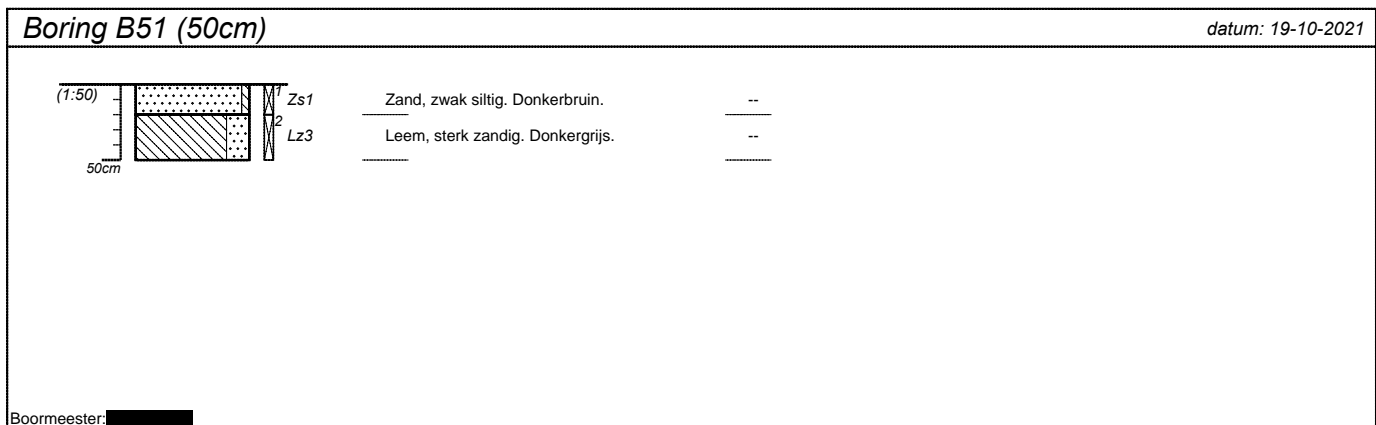 Boring B51 (50cm)
datum: 19-10-2021
(1:50)
1
Zs1 Zand, zwak siltig. Donkerbruin. --
2
Lz3 Leem, sterk zandig. Donkergrijs. --
50cm
Boormeester: